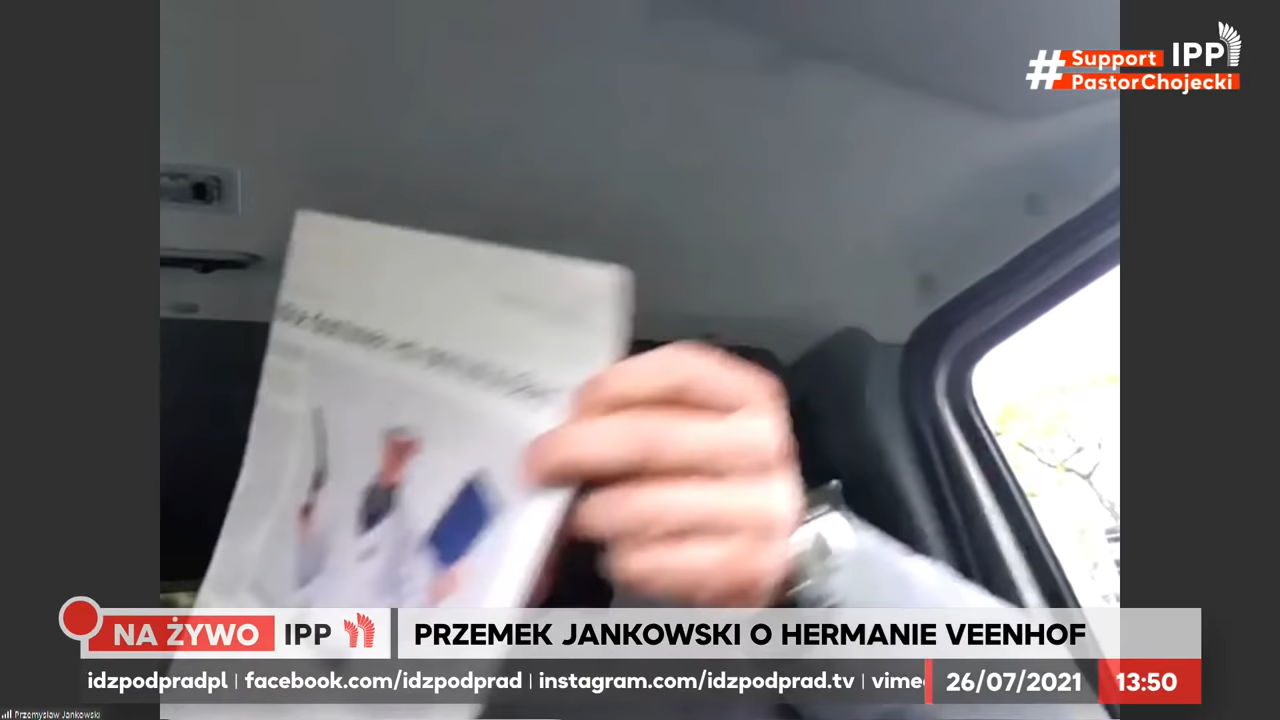 #Support IPP
PastorChojecki
NA ŻYWO IPP
PRZEMEK JANKOWSKI O HERMANIE VEENHOF
idzpodpradpl | facebook.com/idzpodprad | instagram.com/idzpodprad.tv | vimeo
26/07/2021 13:50
Przemysław Jankowski